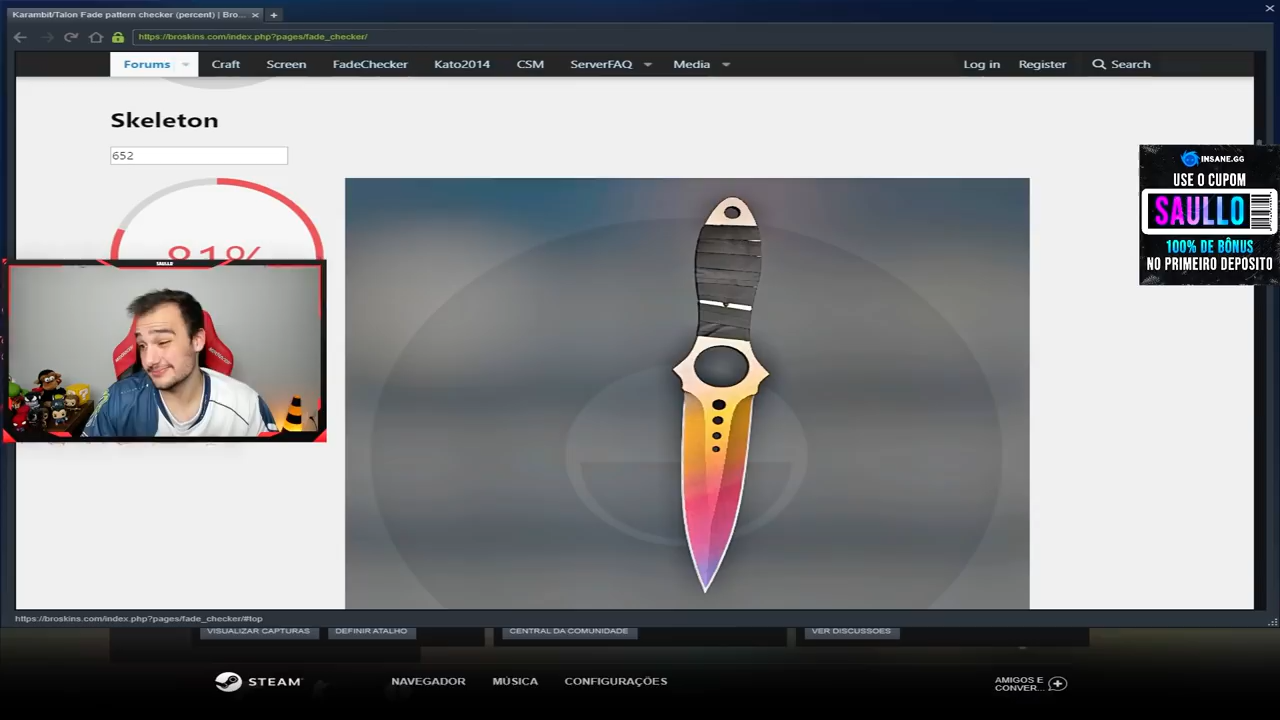 Karambit/Talon Fade pattern checker (percent) | Bro...
https://broskins.com/index.php?pages/fade_checker/
Forums Craft Screen FadeChecker Kato2014 CSM ServerFAQ Media Log in Register Search
Skeleton
652
81%
INSANE.GG
USE O CUPOM
SAULLO
100% DE BÔNUS
NO PRIMEIRO DEPOSITO
SAULLO
https://broskins.com/index.php?pages/fade_checker/#top
VISUALIZAR CAPTURAS DEFINIR ATALHO CENTRAL DA COMUNIDADE VER DISCUSSÕES
STEAM NAVEGADOR MÚSICA CONFIGURAÇÕES
AMIGOS E
CONVER...